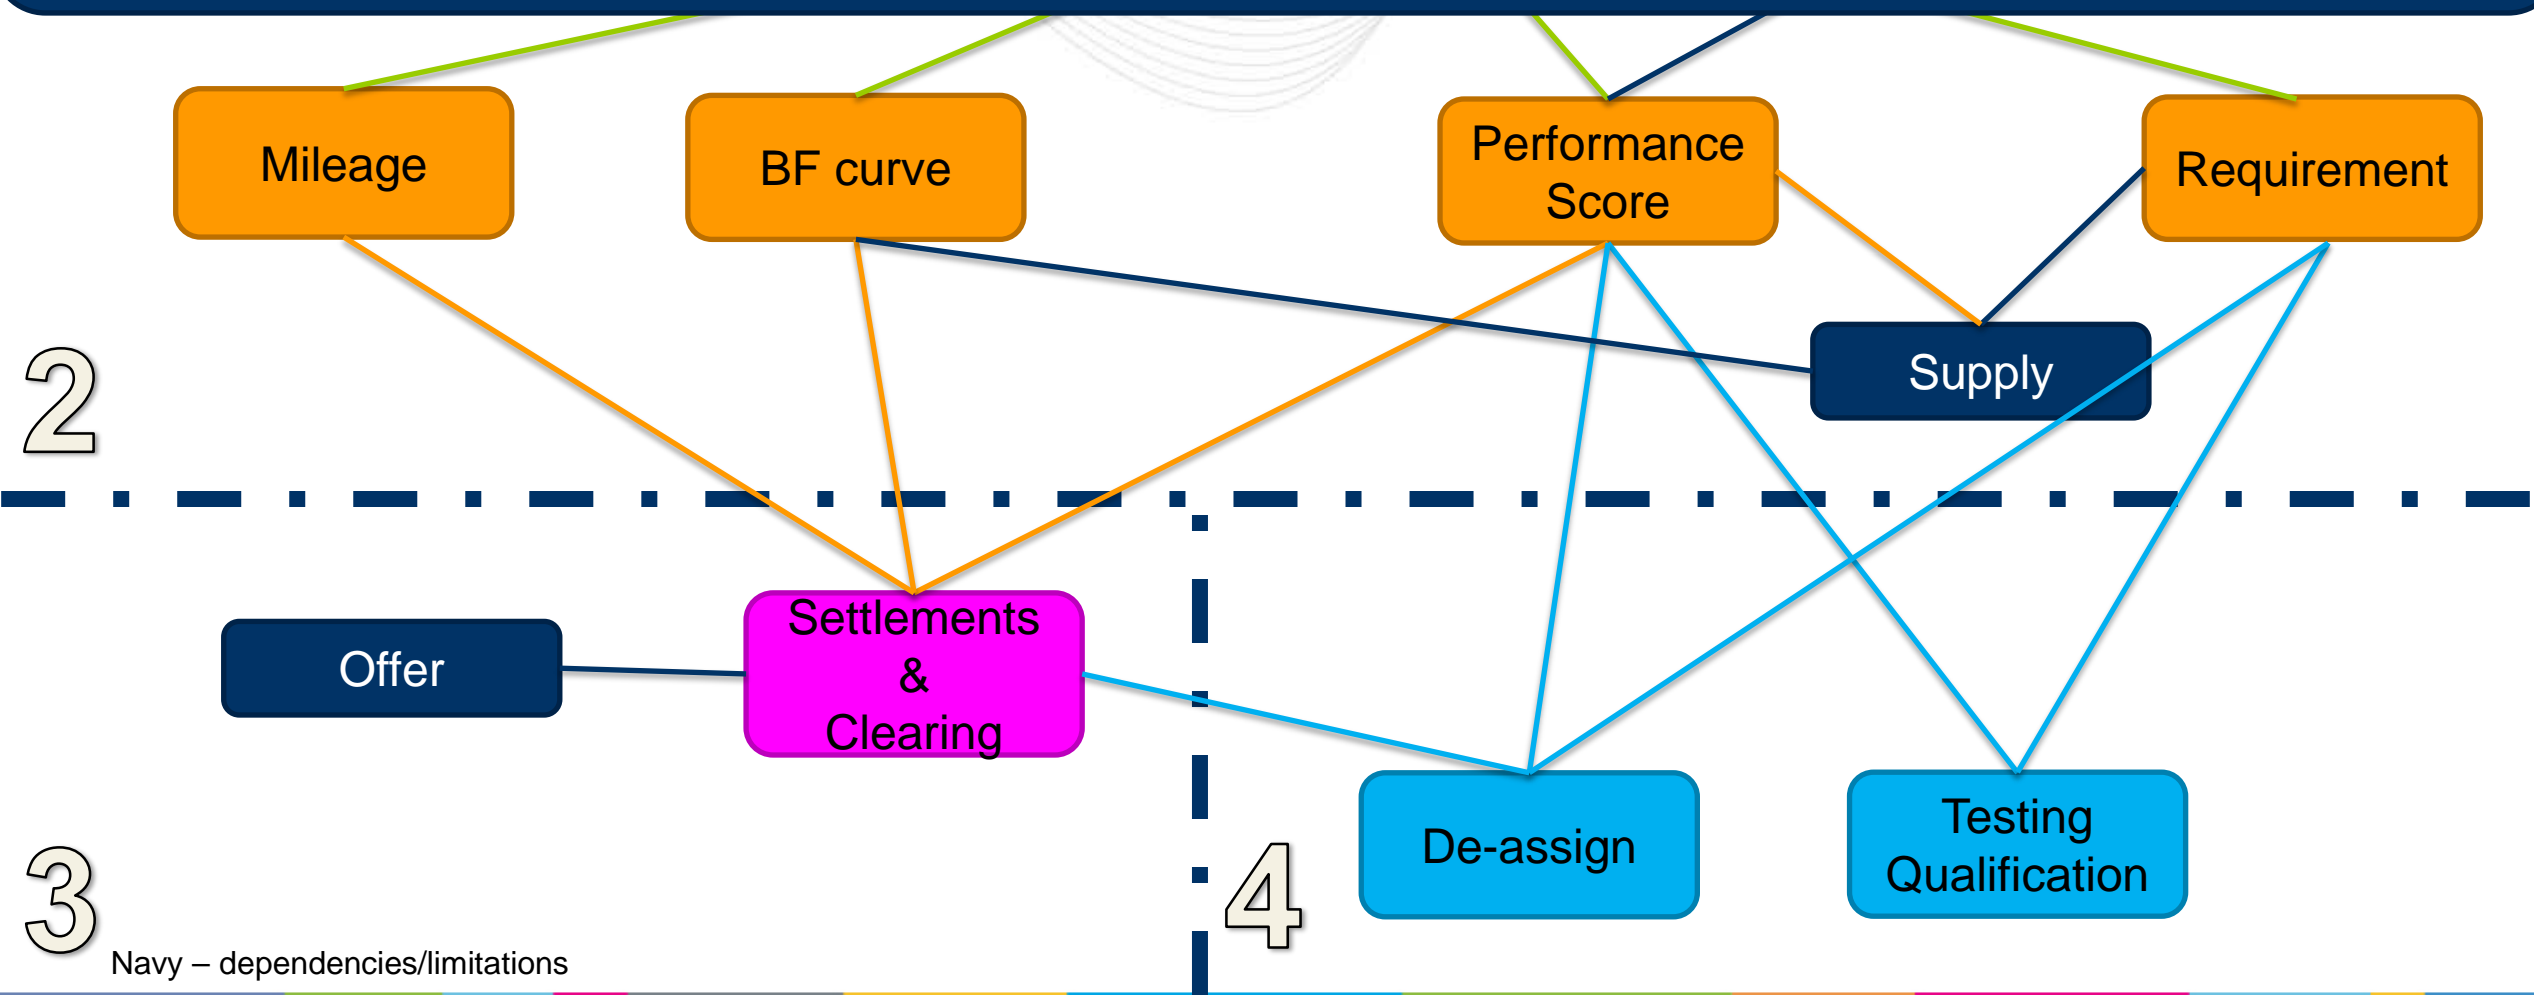 Mileage
BF curve
Performance
Score
Requirement
2
Supply
Offer
Settlements
&
Clearing
3
4
De-assign
Testing
Qualification
Navy – dependencies/limitations